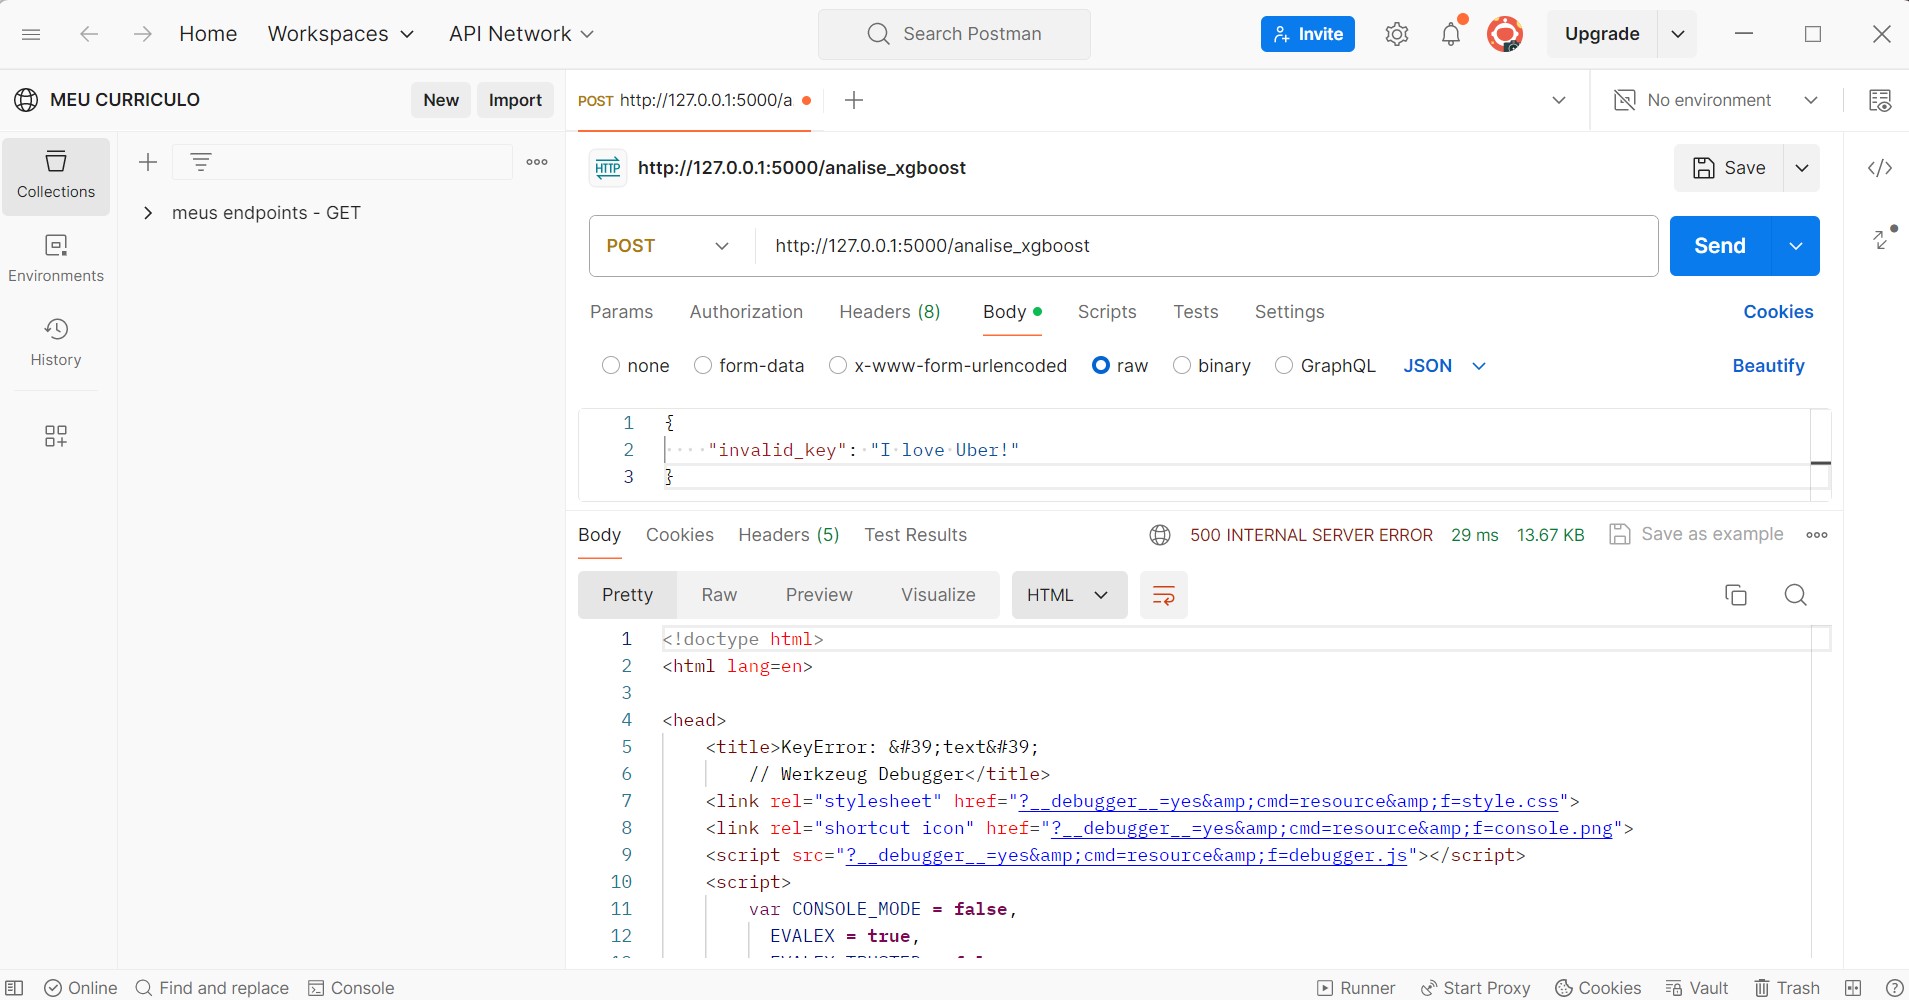 Home Workspaces API Network Search Postman Invite Upgrade
MEU CURRICULO New Import POST http://127.0.0.1:5000/a No environment
Collections
Environments
History
meus endpoints - GET
HTTP http://127.0.0.1:5000/analise_xgboost Save
POST http://127.0.0.1:5000/analise_xgboost Send
Params Authorization Headers (8) Body Scripts Tests Settings Cookies
none form-data x-www-form-urlencoded raw binary GraphQL JSON Beautify
1 {
2 "invalid_key": "I love Uber!"
3 }
Body Cookies Headers (5) Test Results 500 INTERNAL SERVER ERROR 29 ms 13.67 KB Save as example
Pretty Raw Preview Visualize HTML
1 <!doctype html>
2 <html lang=en>
3
4 <head>
5 <title>KeyError: &#39;text&#39;
6 // Werkzeug Debugger</title>
7 <link rel="stylesheet" href="?__debugger__=yes&amp;cmd=resource&amp;f=style.css">
8 <link rel="shortcut icon" href="?__debugger__=yes&amp;cmd=resource&amp;f=console.png">
9 <script src="?__debugger__=yes&amp;cmd=resource&amp;f=debugger.js"></script>
10 <script>
11 var CONSOLE_MODE = false,
12 EVALEX = true,
Online Find and replace Console Runner Start Proxy Cookies Vault Trash